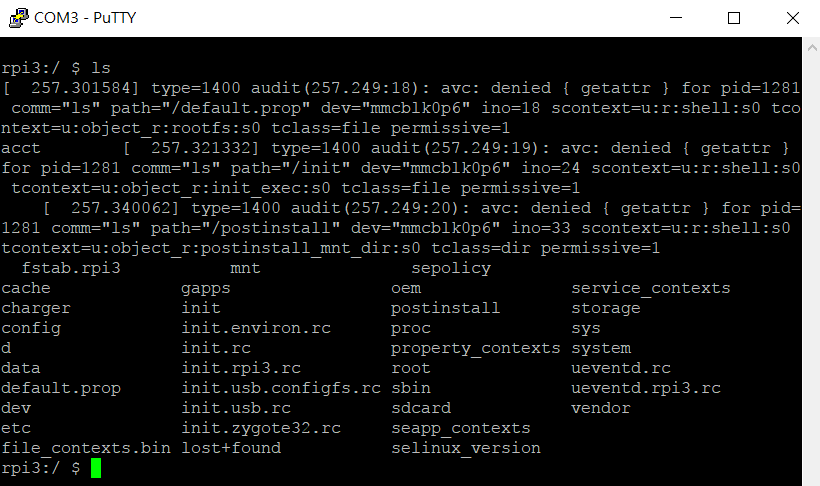 COM3 - PuTTY
rpi3:/ $ ls
[  257.301584] type=1400 audit(257.249:18): avc: denied { getattr } for pid=1281
 comm="ls" path="/default.prop" dev="mmcblk0p6" ino=18 scontext=u:r:shell:s0 tco
ntext=u:object_r:rootfs:s0 tclass=file permissive=1
acct        [  257.321332] type=1400 audit(257.249:19): avc: denied { getattr }
for pid=1281 comm="ls" path="/init" dev="mmcblk0p6" ino=24 scontext=u:r:shell:s0
 tcontext=u:object_r:init_exec:s0 tclass=file permissive=1
    [  257.340062] type=1400 audit(257.249:20): avc: denied { getattr } for pid=
1281 comm="ls" path="/postinstall" dev="mmcblk0p6" ino=33 scontext=u:r:shell:s0
tcontext=u:object_r:postinstall_mnt_dir:s0 tclass=dir permissive=1
  fstab.rpi3           mnt               sepolicy
cache             gapps                oem               service_contexts
charger           init                 postinstall       storage
config            init.environ.rc      proc              sys
d                 init.rc              property_contexts system
data              init.rpi3.rc         root              ueventd.rc
default.prop      init.usb.configfs.rc sbin              ueventd.rpi3.rc
dev               init.usb.rc          sdcard            vendor
etc               init.zygote32.rc     seapp_contexts
file_contexts.bin lost+found           selinux_version
rpi3:/ $